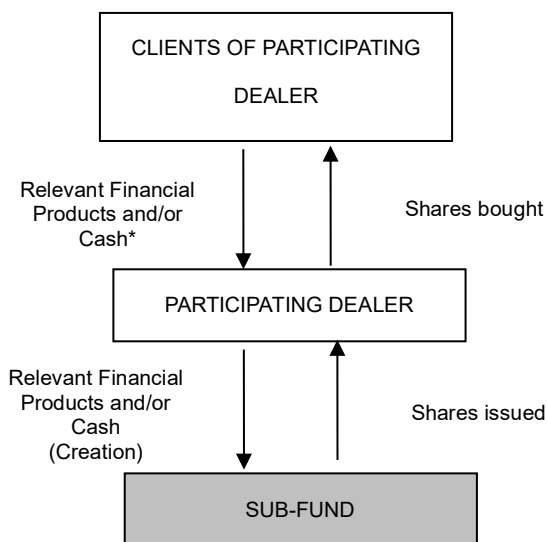 CLIENTS OF PARTICIPATING
DEALER
Relevant Financial
Products and/or
Cash*
Shares bought
PARTICIPATING DEALER
Relevant Financial
Products and/or
Cash
(Creation)
Shares issued
SUB-FUND